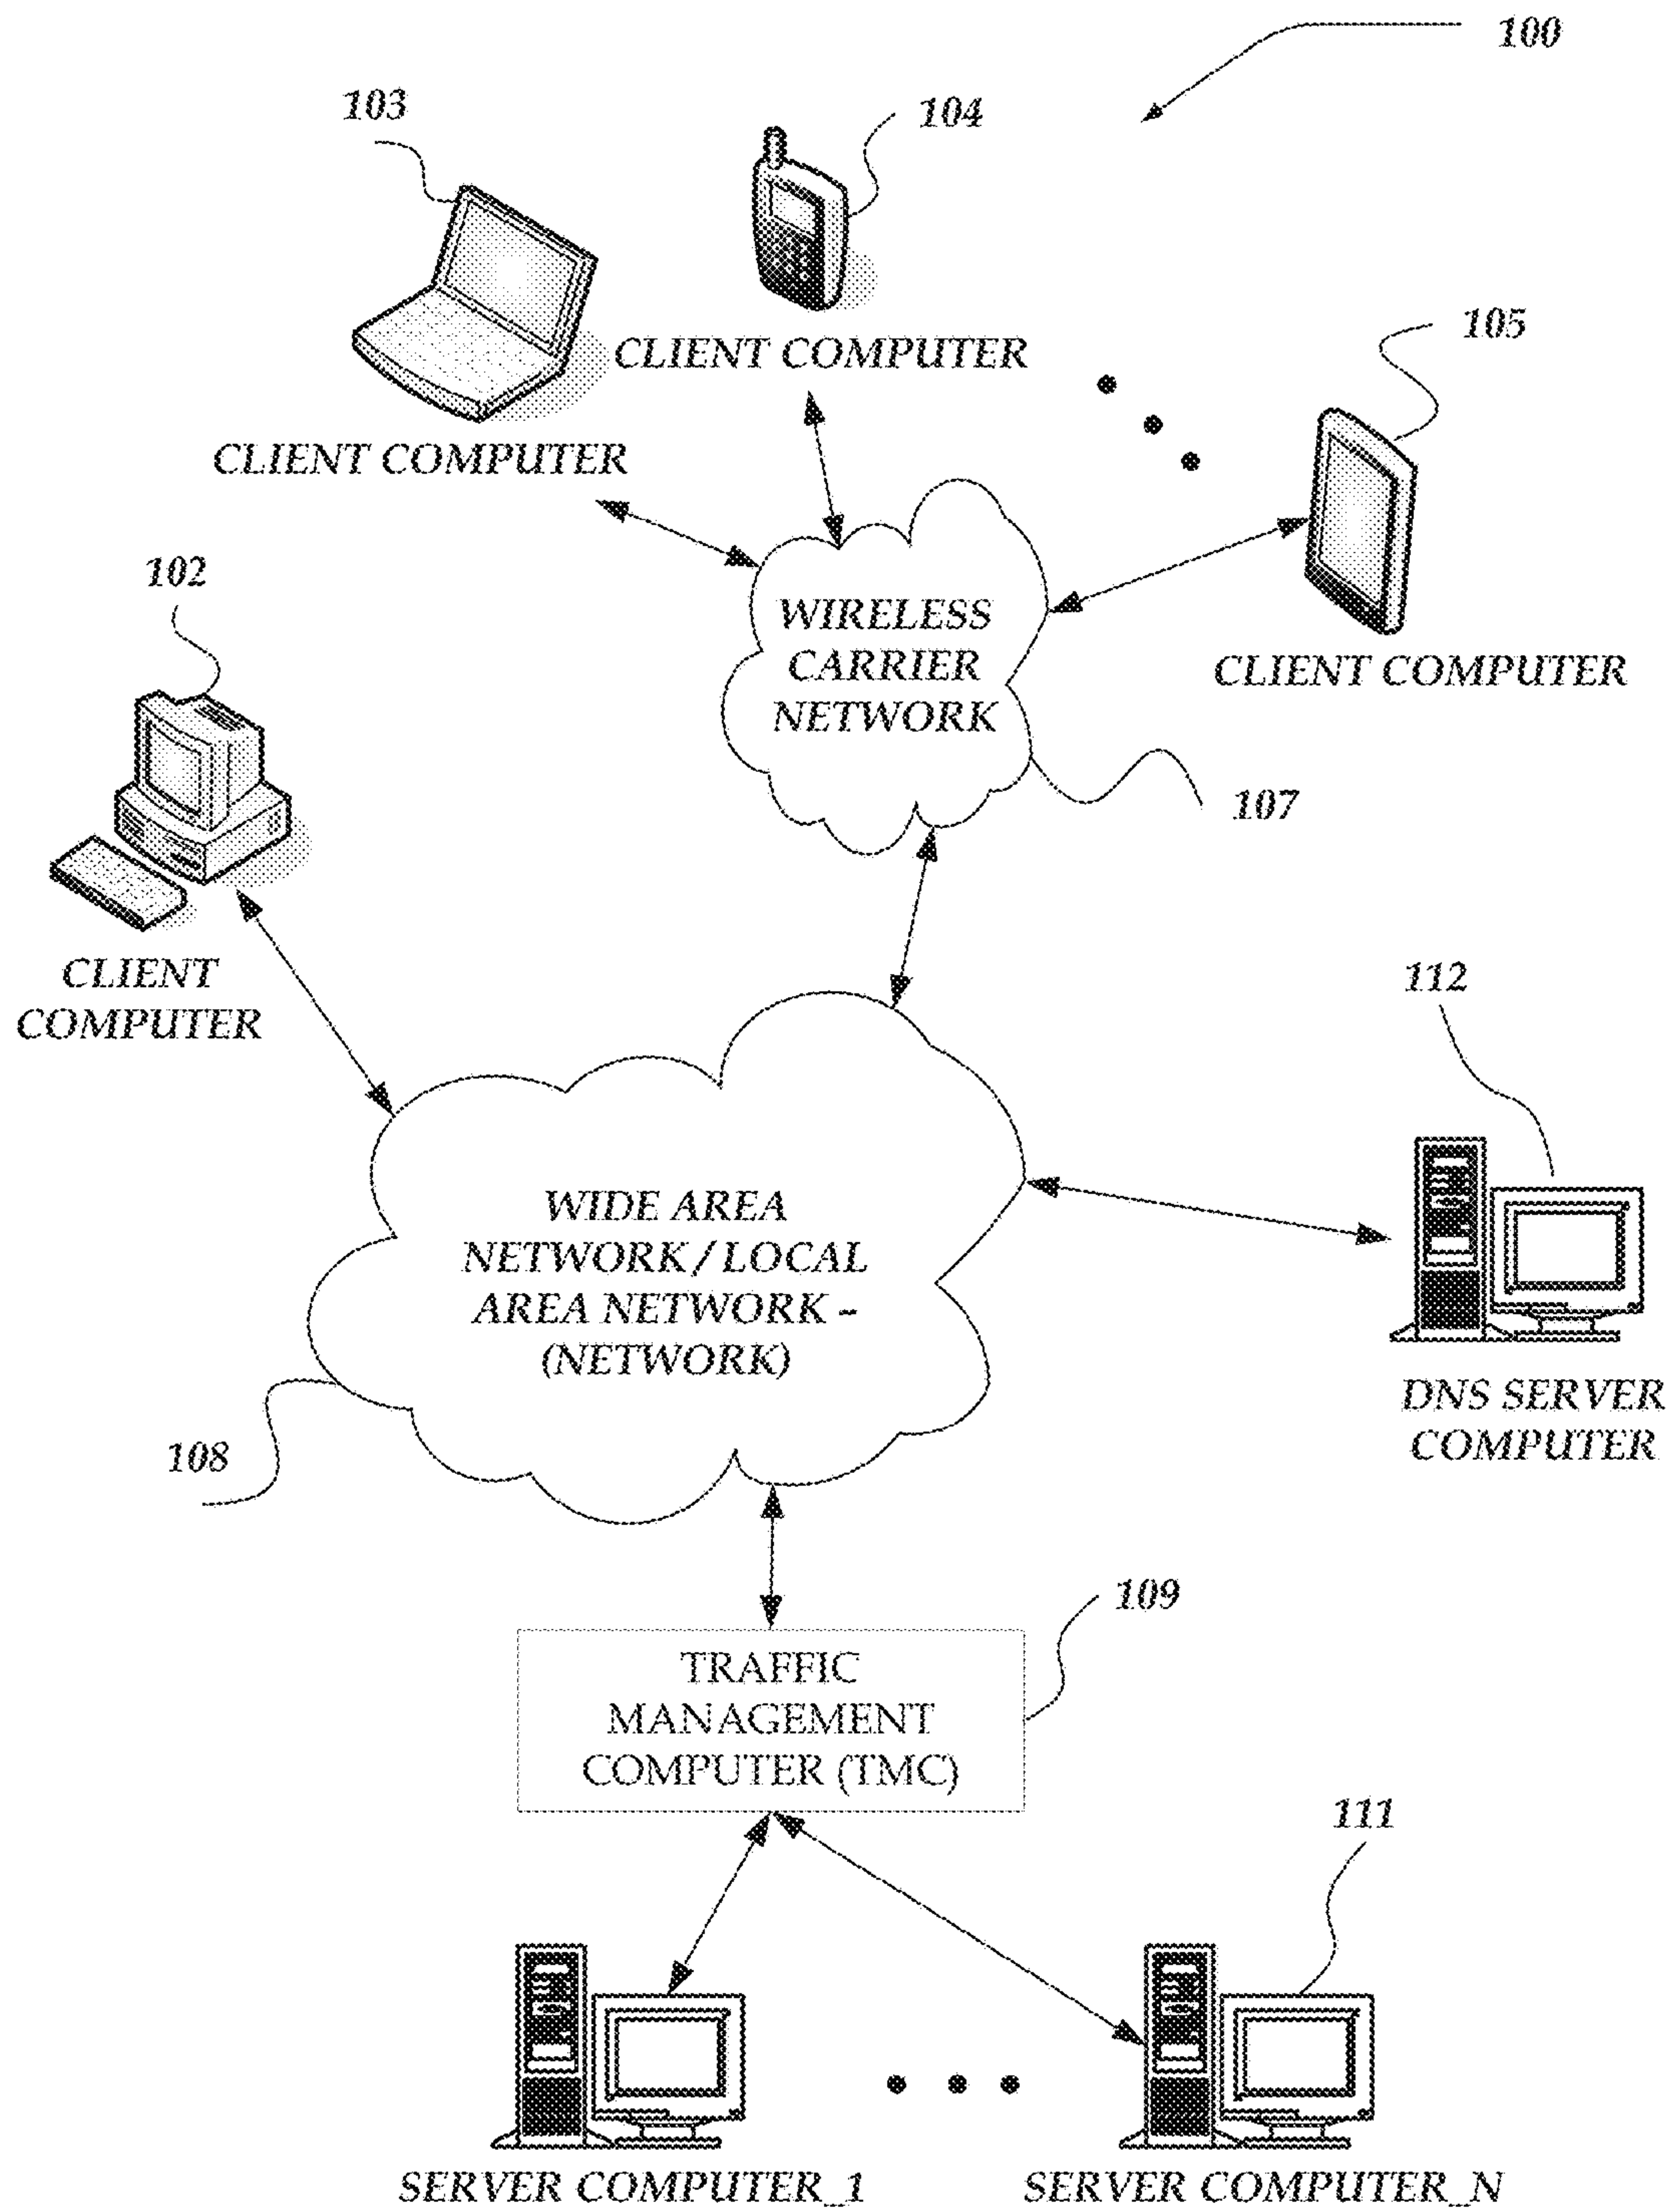 100
103
104
CLIENT COMPUTER
105
CLIENT COMPUTER
102
WIRELESS
CARRIER
NETWORK
CLIENT COMPUTER
107
CLIENT
COMPUTER
112
WIDE AREA
NETWORK / LOCAL
AREA NETWORK –
(NETWORK)
DNS SERVER
COMPUTER
108
109
TRAFFIC
MANAGEMENT
COMPUTER (TMC)
111
SERVER COMPUTER_1
SERVER COMPUTER_N